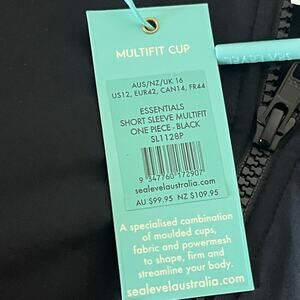 MULTIFIT CUP
SEA LEVEL
AUS/NZ/UK 16
US12, EUR42, CAN14, FR44
ESSENTIALS
SHORT SLEEVE MULTIFIT
ONE PIECE - BLACK
SL1128P
9 347760 172907
sealevelaustralia.com
AU $99.95 NZ $109.95
A specialised combination
of moulded cups,
fabric and powermesh
to shape, firm and
streamline your body.
sealevelaustralia.com